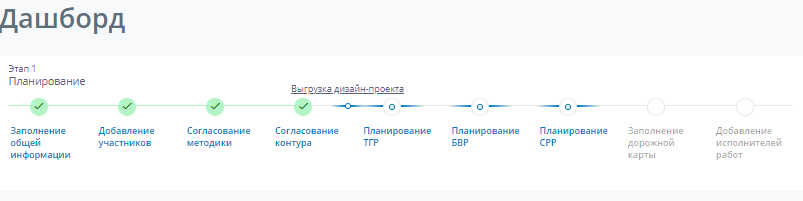 Дашборд
Этап 1
Планирование
Выгрузка дизайн-проекта
Заполнение
общей
информации
Добавление
участников
Согласование
методики
Согласование
контура
Планирование
ТГР
Планирование
БВР
Планирование
СРР
Заполнение
дорожной
карты
Добавление
исполнителей
работ